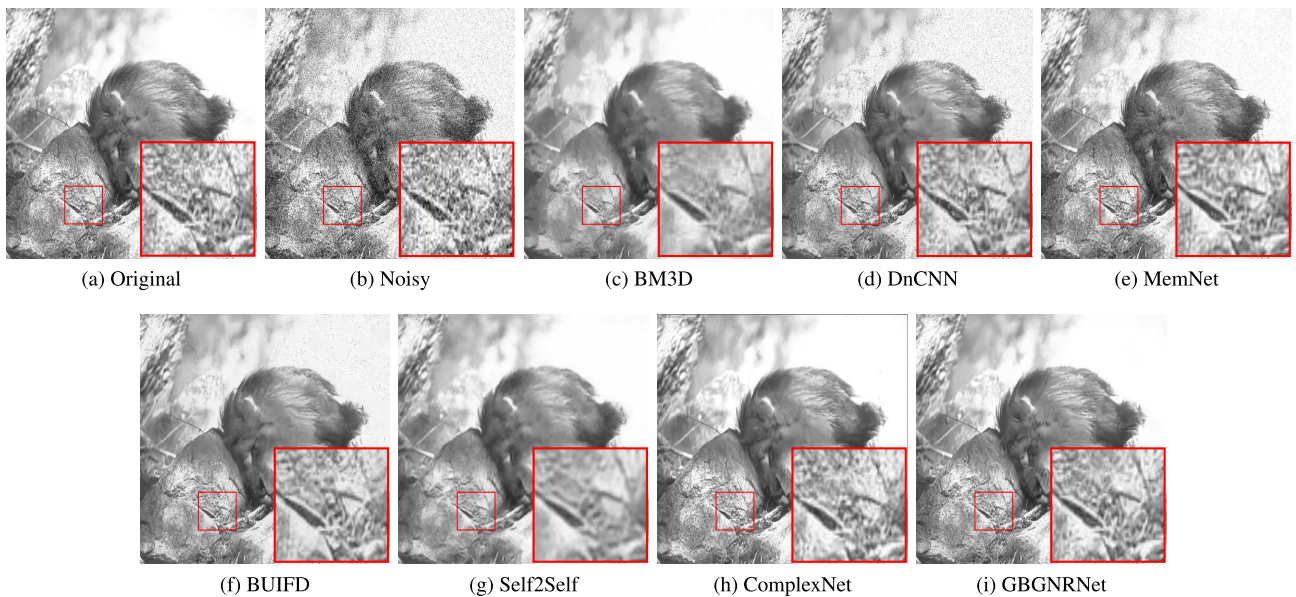 (a) Original
(b) Noisy
(c) BM3D
(d) DnCNN
(e) MemNet
(f) BUIFD
(g) Self2Self
(h) ComplexNet
(i) GBGNRNet